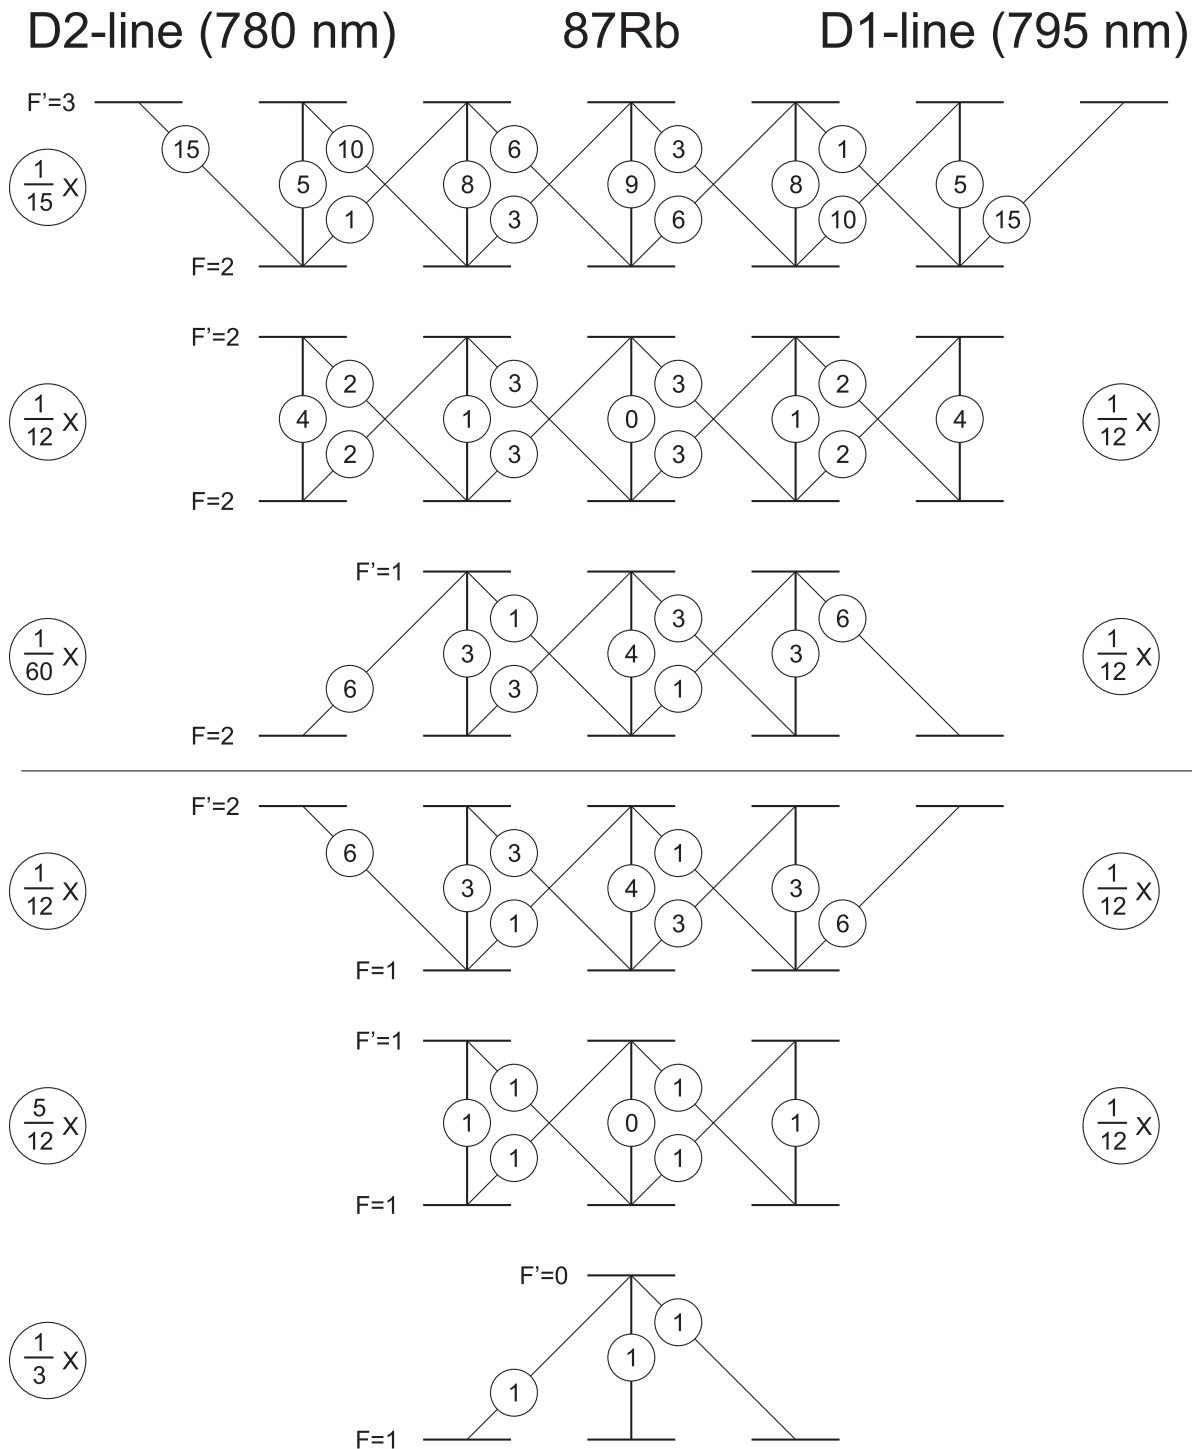 D2-line (780 nm) 87Rb D1-line (795 nm)
F'=3
15 10 6 3 1
1/15 X 5 8 9 8 5
1 3 6 10 15
F=2
F'=2
2 3 3 2
1/12 X 4 1 0 1 4 1/12 X
2 3 3 2
F=2
F'=1
1 3 6
1/60 X 3 4 3 1/12 X
6 3 1
F=2
F'=2
6 3 1
1/12 X 3 4 3 1/12 X
1 3 6
F=1
F'=1
1 1
5/12 X 1 0 1 1/12 X
1 1
F=1
F'=0
1
1/3 X 1
1
F=1